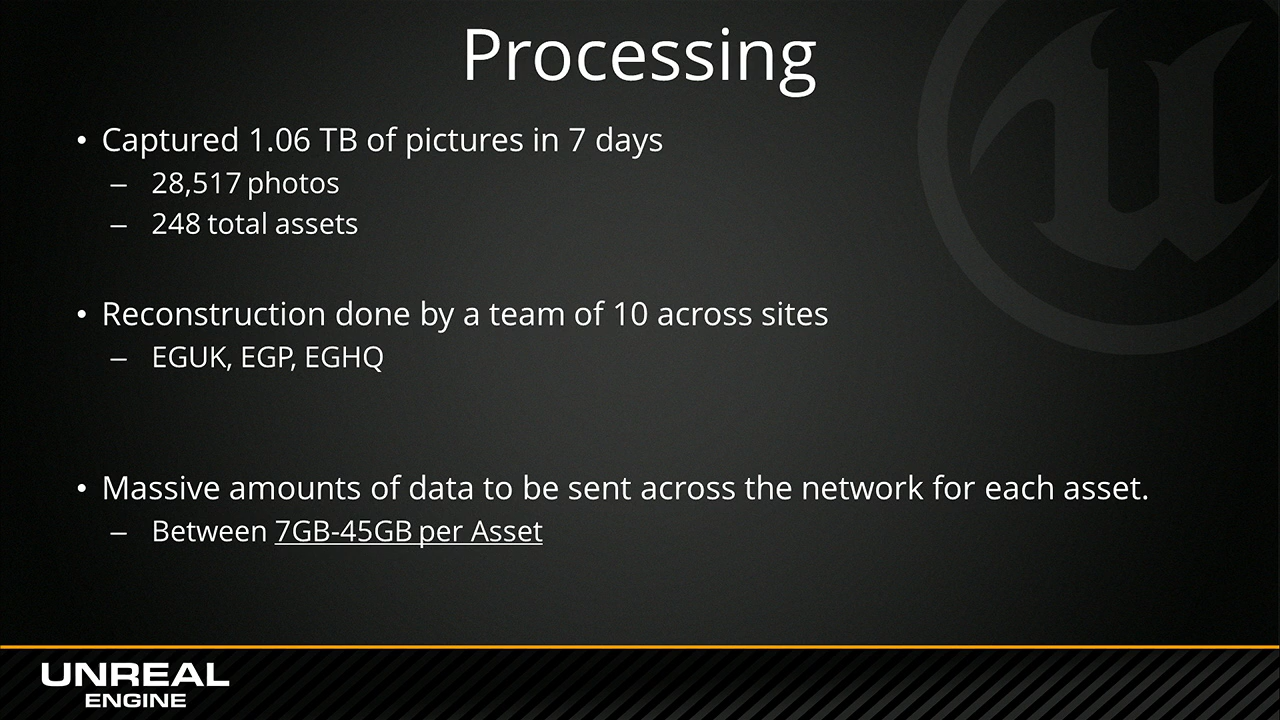 Processing
• Captured 1.06 TB of pictures in 7 days
– 28,517 photos
– 248 total assets
• Reconstruction done by a team of 10 across sites
– EGUK, EGP, EGHQ
• Massive amounts of data to be sent across the network for each asset.
– Between 7GB-45GB per Asset
UNREAL
ENGINE